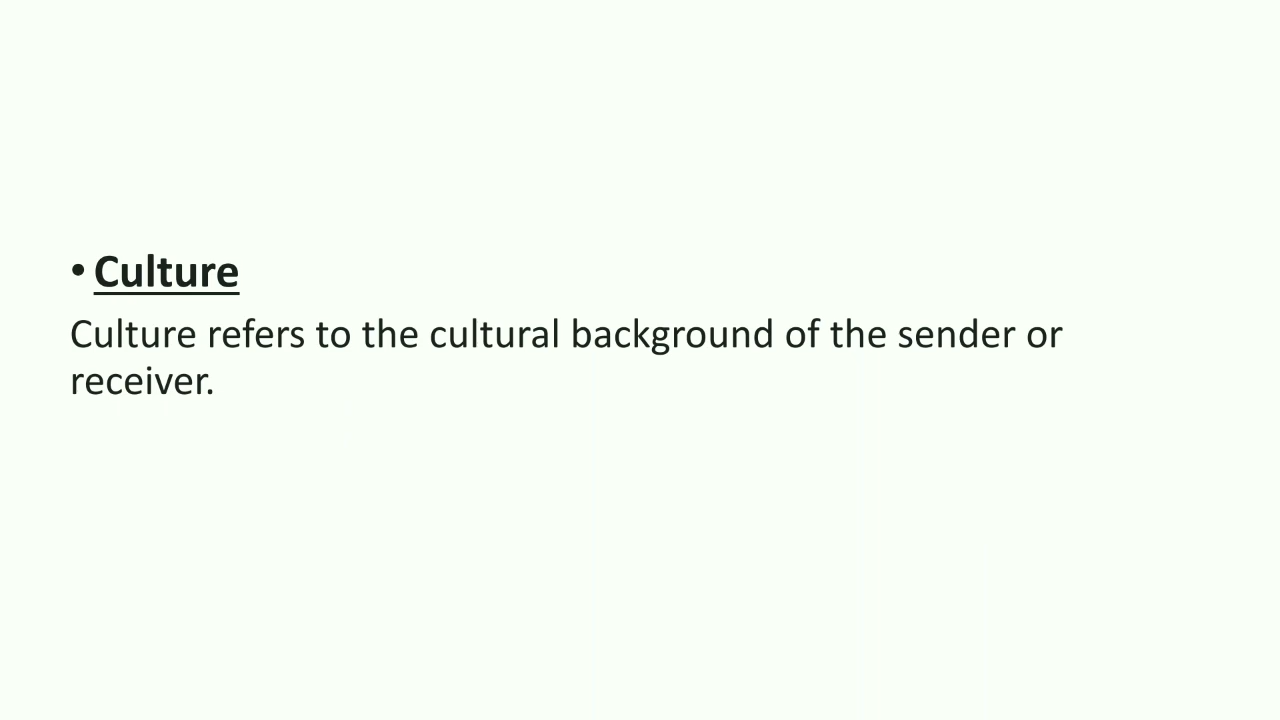 • Culture
Culture refers to the cultural background of the sender or
receiver.